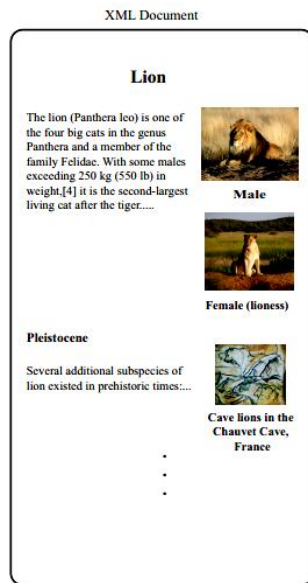 XML Document
Lion
The lion (Panthera leo) is one of
the four big cats in the genus
Panthera and a member of the
family Felidae. With some males
exceeding 250 kg (550 lb) in
weight,[4] it is the second-largest
living cat after the tiger.....
Male
Female (lioness)
Pleistocene
Several additional subspecies of
lion existed in prehistoric times:...
Cave lions in the
Chauvet Cave,
France